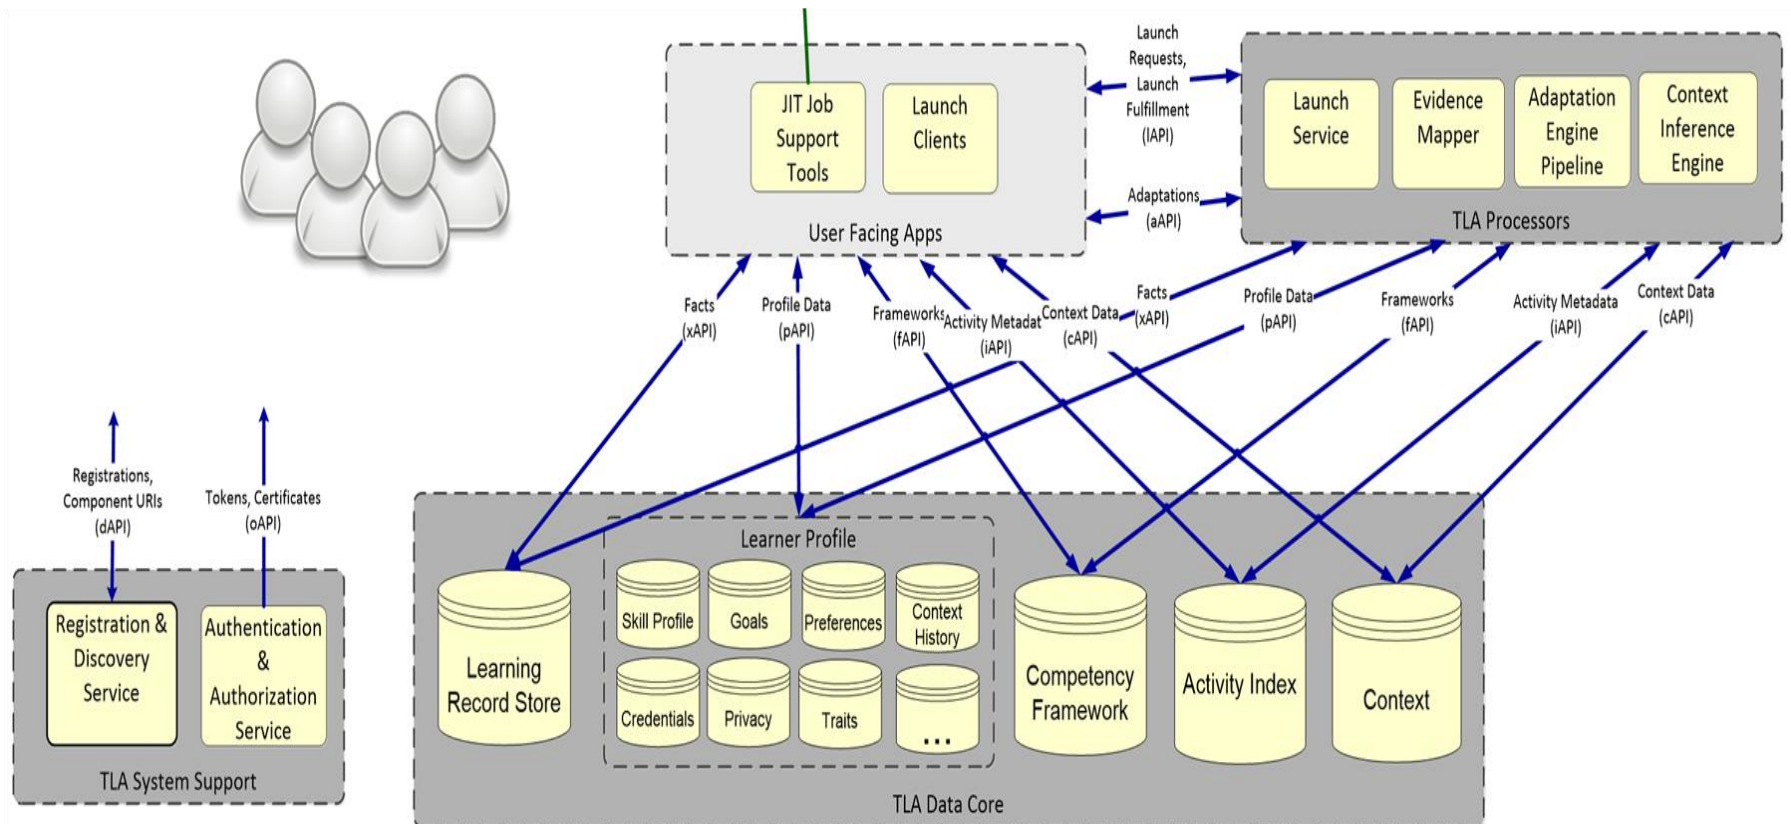 Launch
Requests,
Launch
Fulfillment
(lAPI)
JIT Job
Support
Tools
Launch
Clients
User Facing Apps
Launch
Service
Evidence
Mapper
Adaptation
Engine
Pipeline
Context
Inference
Engine
TLA Processors
Adaptations
(aAPI)
Facts
(xAPI)
Profile Data
(pAPI)
Frameworks
(fAPI)
Activity Metadat
(iAPI)
Context Data
(cAPI)
Facts
(xAPI)
Profile Data
(pAPI)
Frameworks
(fAPI)
Activity Metadata
(iAPI)
Context Data
(cAPI)
Registrations,
Component URIs
(dAPI)
Tokens, Certificates
(oAPI)
Registration &
Discovery
Service
Authentication
&
Authorization
Service
TLA System Support
Learning
Record Store
Learner Profile
Skill Profile
Goals
Preferences
Context
History
Credentials
Privacy
Traits
...
Competency
Framework
Activity Index
Context
TLA Data Core